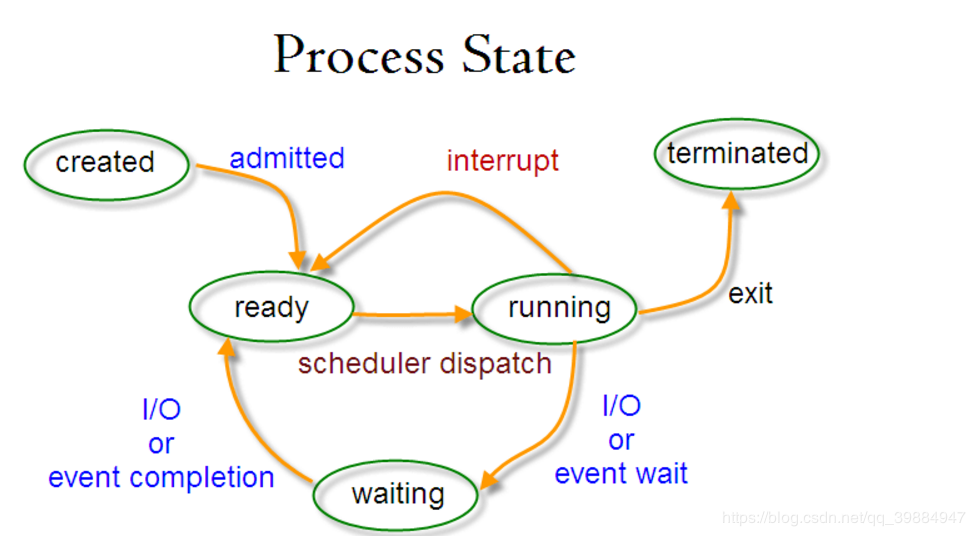 Process State
created
admitted
interrupt
terminated
ready
running
exit
scheduler dispatch
I/O
or
event completion
I/O
or
event wait
waiting
https://blog.csdn.net/qq_39884947